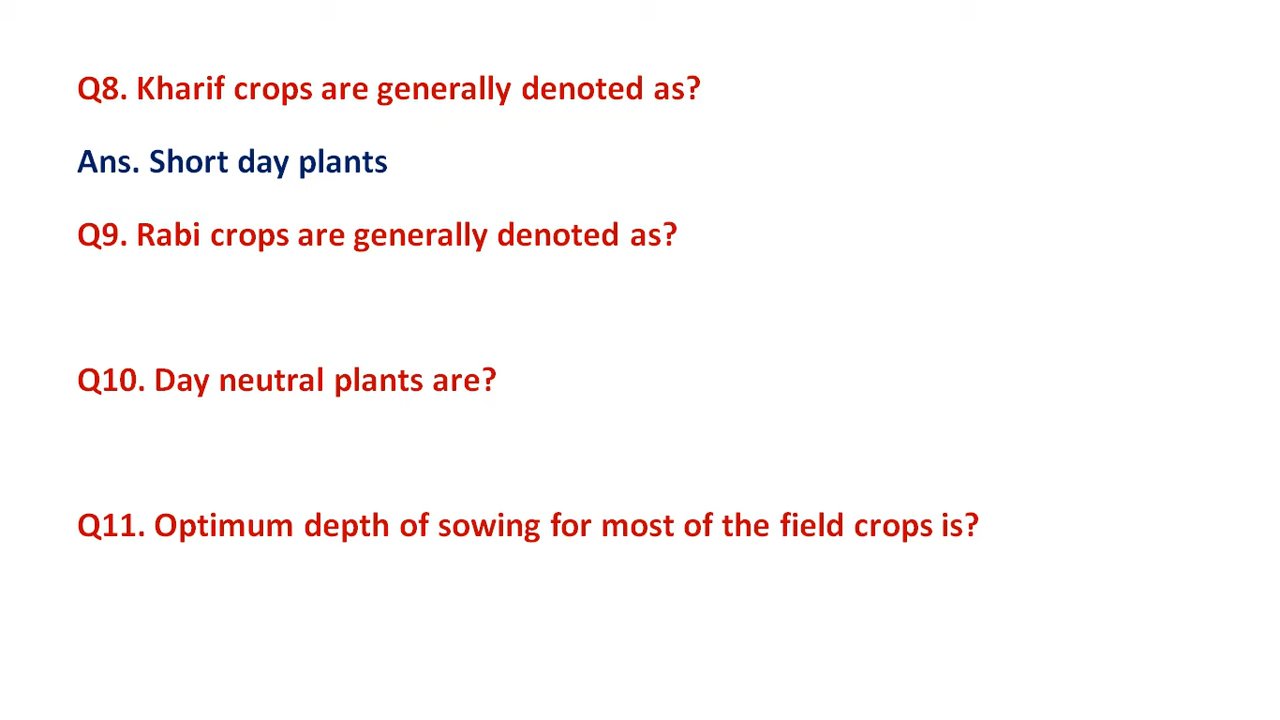 Q8. Kharif crops are generally denoted as?
Ans. Short day plants
Q9. Rabi crops are generally denoted as?
Q10. Day neutral plants are?
Q11. Optimum depth of sowing for most of the field crops is?